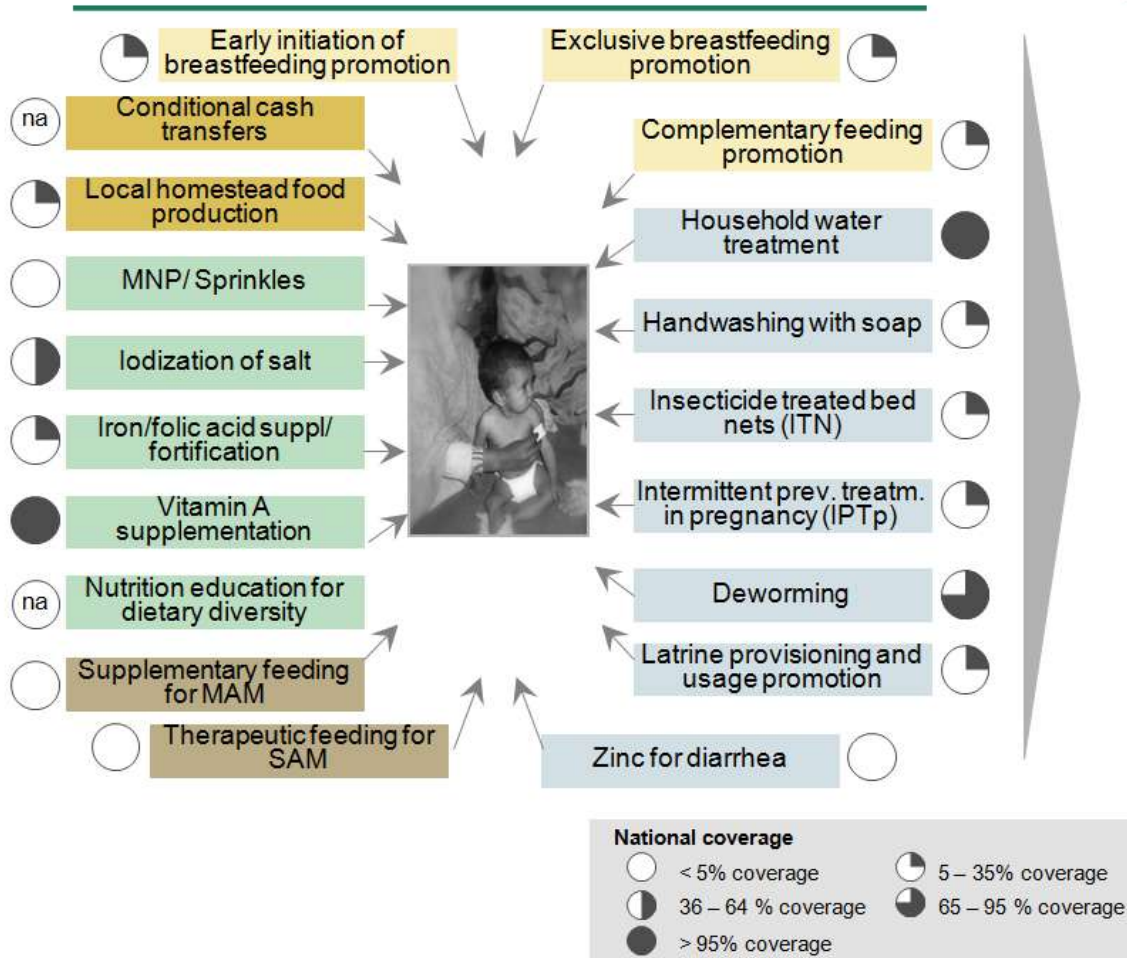 Early initiation of
breastfeeding promotion
Exclusive breastfeeding
promotion
na
Conditional cash
transfers
Local homestead food
production
MNP/ Sprinkles
Iodization of salt
Iron/folic acid suppl/
fortification
Vitamin A
supplementation
na
Nutrition education for
dietary diversity
Supplementary feeding
for MAM
Therapeutic feeding for
SAM
Complementary feeding
promotion
Household water
treatment
Handwashing with soap
Insecticide treated bed
nets (ITN)
Intermittent prev. treatm.
in pregnancy (IPTp)
Deworming
Latrine provisioning and
usage promotion
Zinc for diarrhea
National coverage
< 5% coverage
5 – 35% coverage
36 – 64 % coverage
65 – 95 % coverage
> 95% coverage